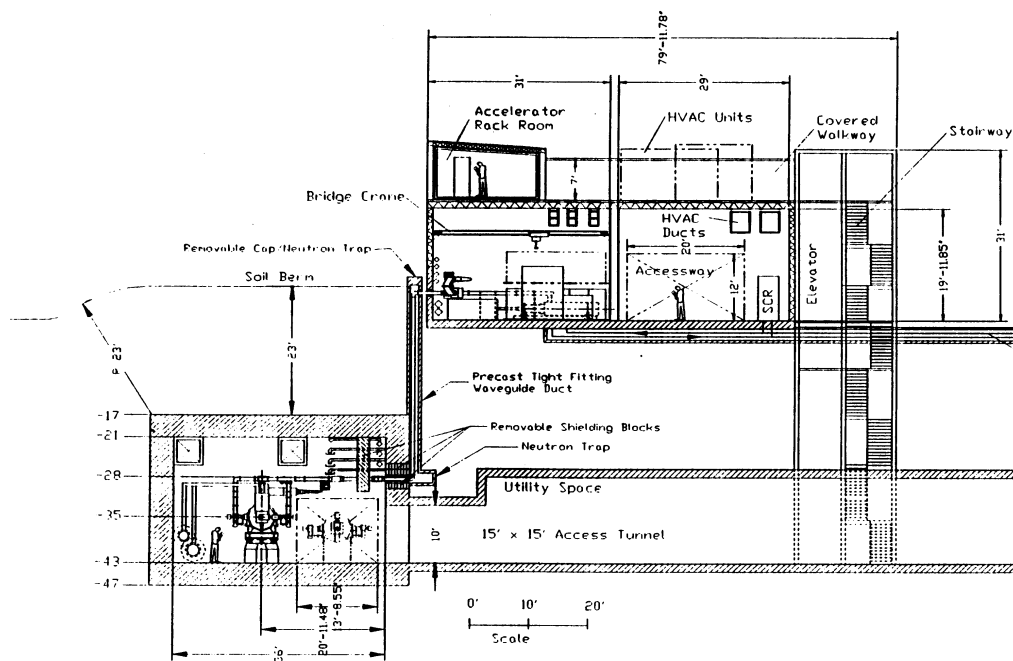 79'-11.78"
31'
29'
Accelerator
Rack Room
HVAC Units
Covered
Walkway
Stairway
7'
Bridge Crane
HVAC
Ducts
20'
Removable Cap/Neutron Trap
Soil Berm
Accessway
12'
SCR
Elevator
19'-11.85"
31'
R 23'
23'
Precast Tight Fitting
Waveguide Duct
-17
-21
Removable Shielding Blocks
Neutron Trap
-28
Utility Space
-35
10'
15' x 15' Access Tunnel
-43
-47
13'-8.55"
20'-11.48"
0' 10' 20'
Scale